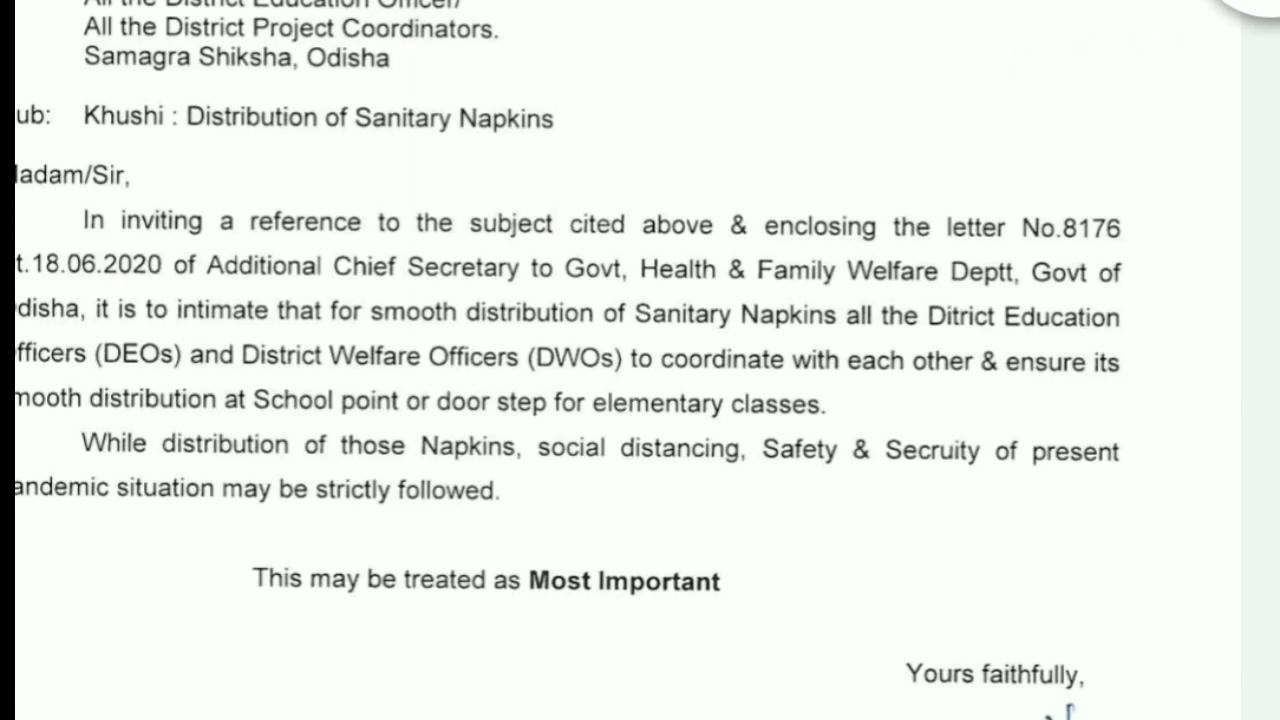 All the District Education Officer/
All the District Project Coordinators.
Samagra Shiksha, Odisha
ub: Khushi : Distribution of Sanitary Napkins
adam/Sir,
In inviting a reference to the subject cited above & enclosing the letter No.8176
t.18.06.2020 of Additional Chief Secretary to Govt, Health & Family Welfare Deptt, Govt of
disha, it is to intimate that for smooth distribution of Sanitary Napkins all the Ditrict Education
fficers (DEOs) and District Welfare Officers (DWOs) to coordinate with each other & ensure its
mooth distribution at School point or door step for elementary classes.
While distribution of those Napkins, social distancing, Safety & Secruity of present
andemic situation may be strictly followed.
This may be treated as Most Important
Yours faithfully,